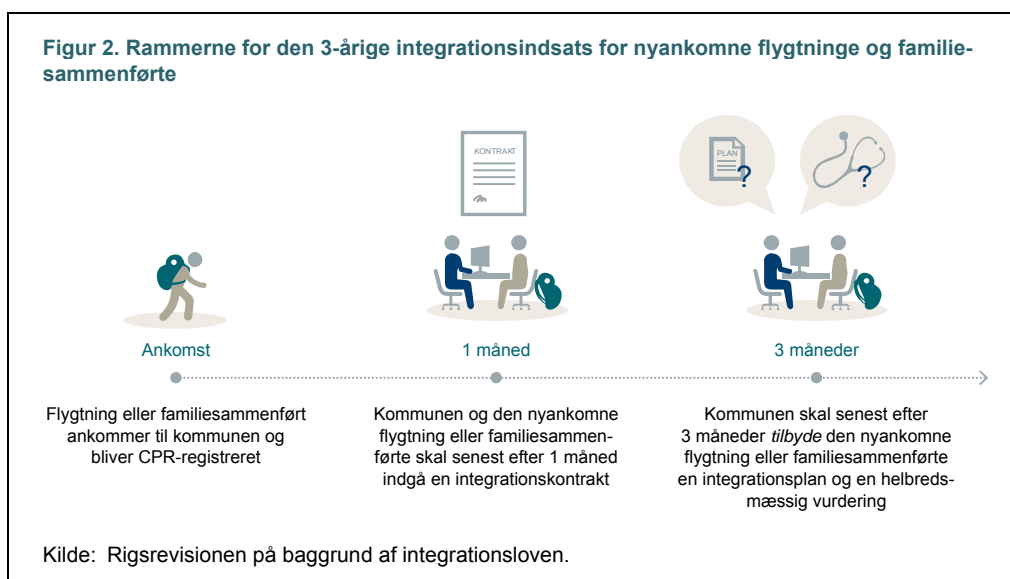 Figur 2. Rammerne for den 3-årige integrationsindsats for nyankomne flygtninge og familie-
sammenførte
KONTRAKT
PLAN
?
?
Ankomst
1 måned
3 måneder
Flygtning eller familiesammenført
ankommer til kommunen og
bliver CPR-registreret
Kommunen og den nyankomne
flygtning eller familiesammen-
førte skal senest efter 1 måned
indgå en integrationskontrakt
Kommunen skal senest efter
3 måneder tilbyde den nyankomne
flygtning eller familiesammenførte
en integrationsplan og en helbreds-
mæssig vurdering
Kilde: Rigsrevisionen på baggrund af integrationsloven.